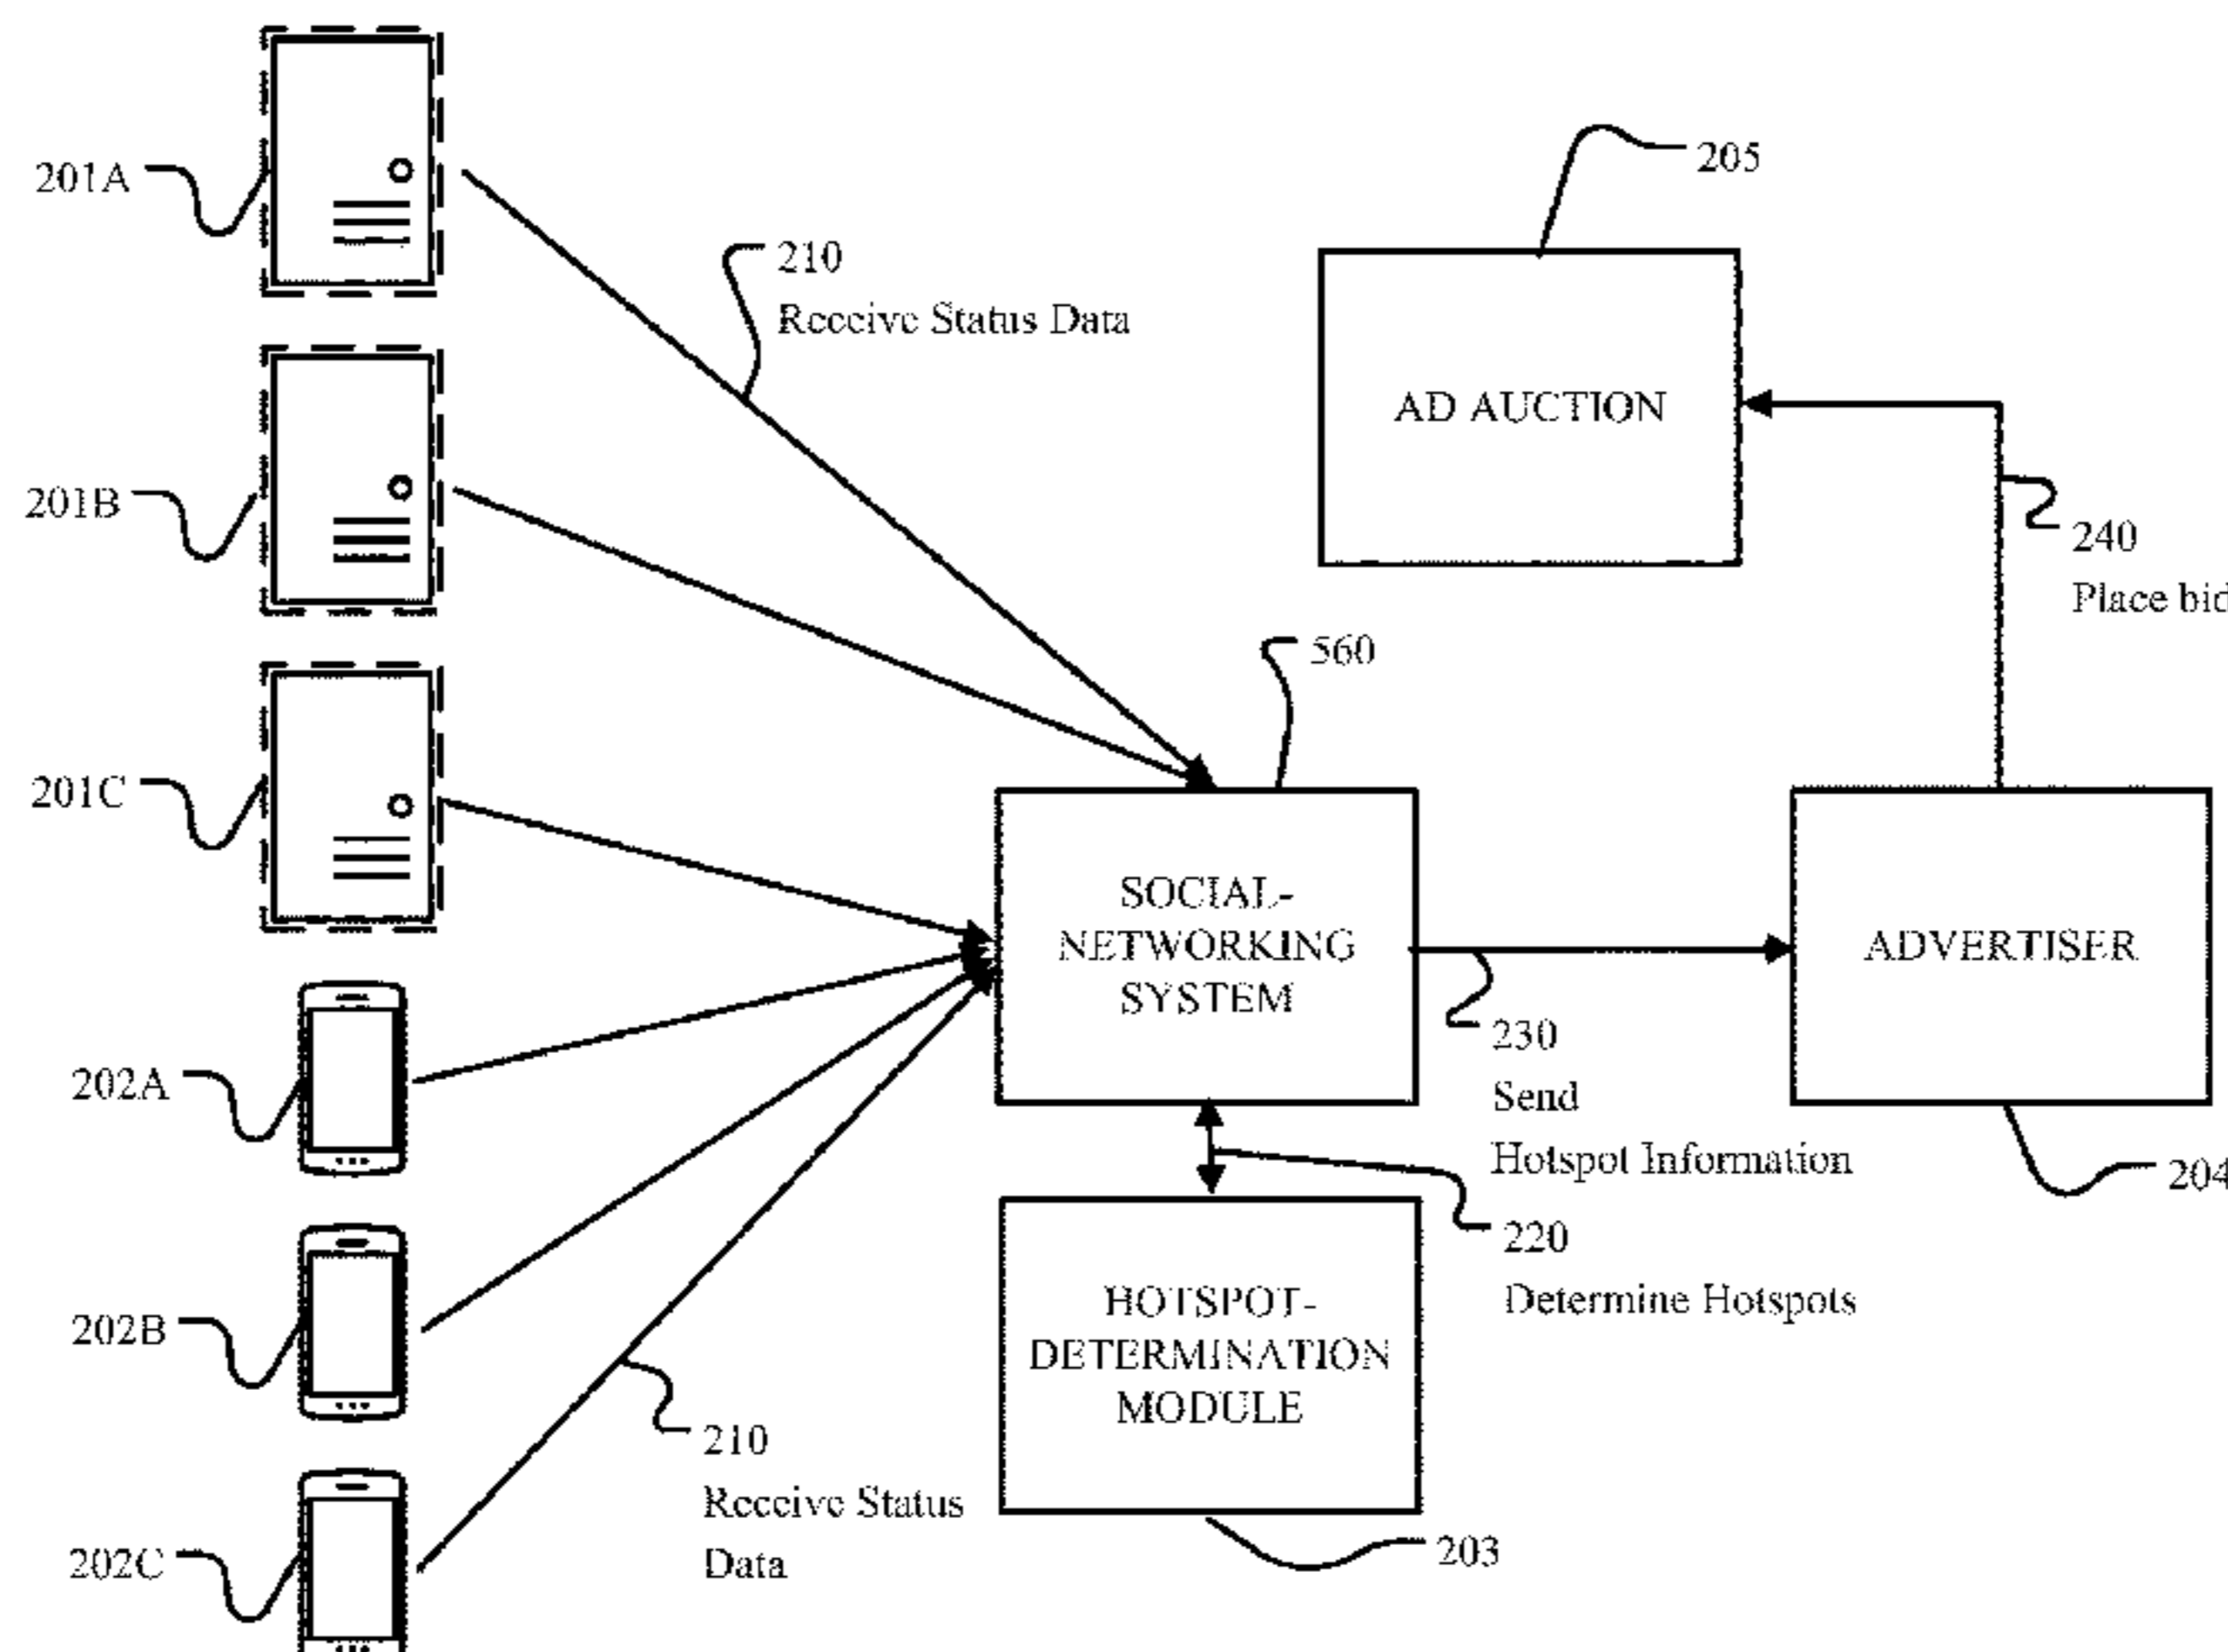 201A
205
210
Receive Status Data
AD AUCTION
201B
240
Place bid
560
201C
SOCIAL-
NETWORKING
SYSTEM
ADVERTISER
230
Send
Hotspot Information
202A
204
220
Determine Hotspots
HOTSPOT-
DETERMINATION
MODULE
202B
210
Receive Status
Data
203
202C